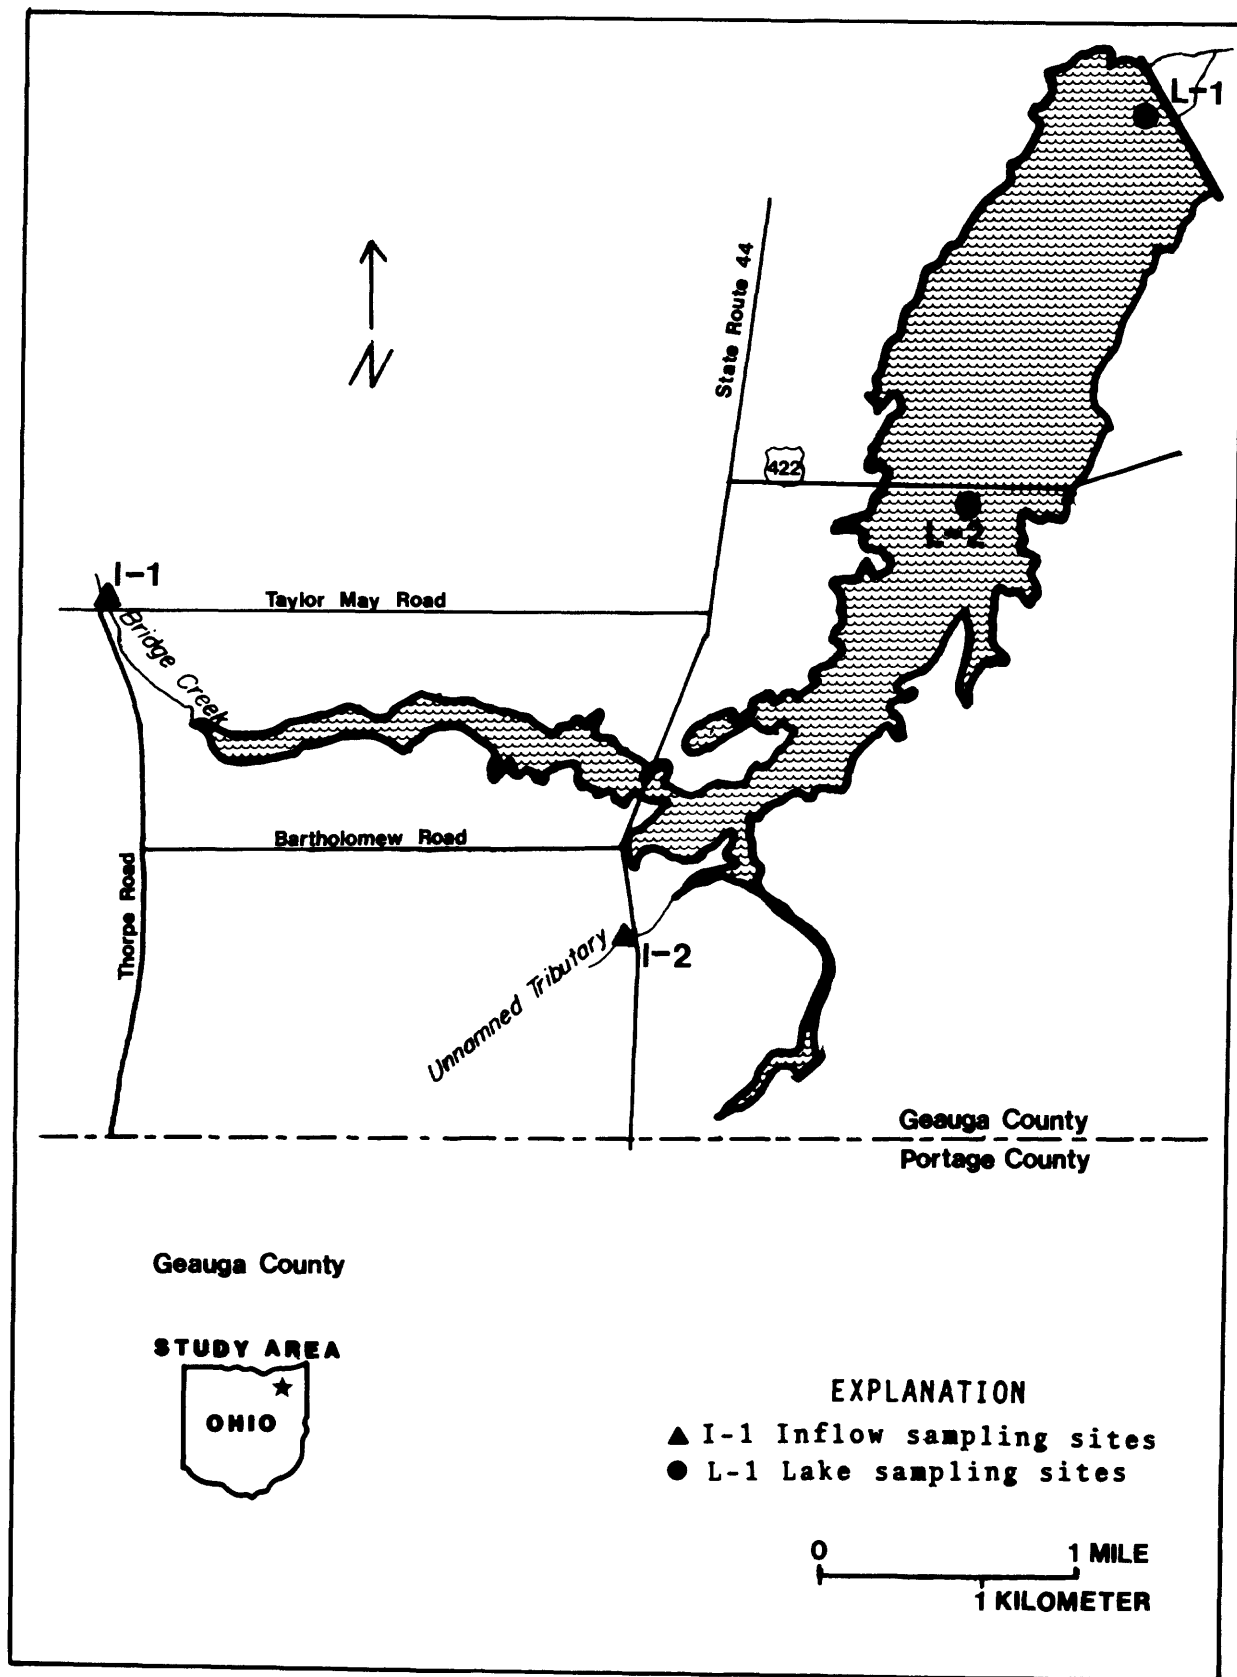 L-1
State Route 44
N
422
L-2
I-1
Taylor May Road
Bridge Creek
Bartholomew Road
Thorpe Road
I-2
Unnamned Tributary
Geauga County
Portage County
Geauga County
STUDY AREA
OHIO
EXPLANATION
I-1 Inflow sampling sites
L-1 Lake sampling sites
0 1 MILE
1 KILOMETER